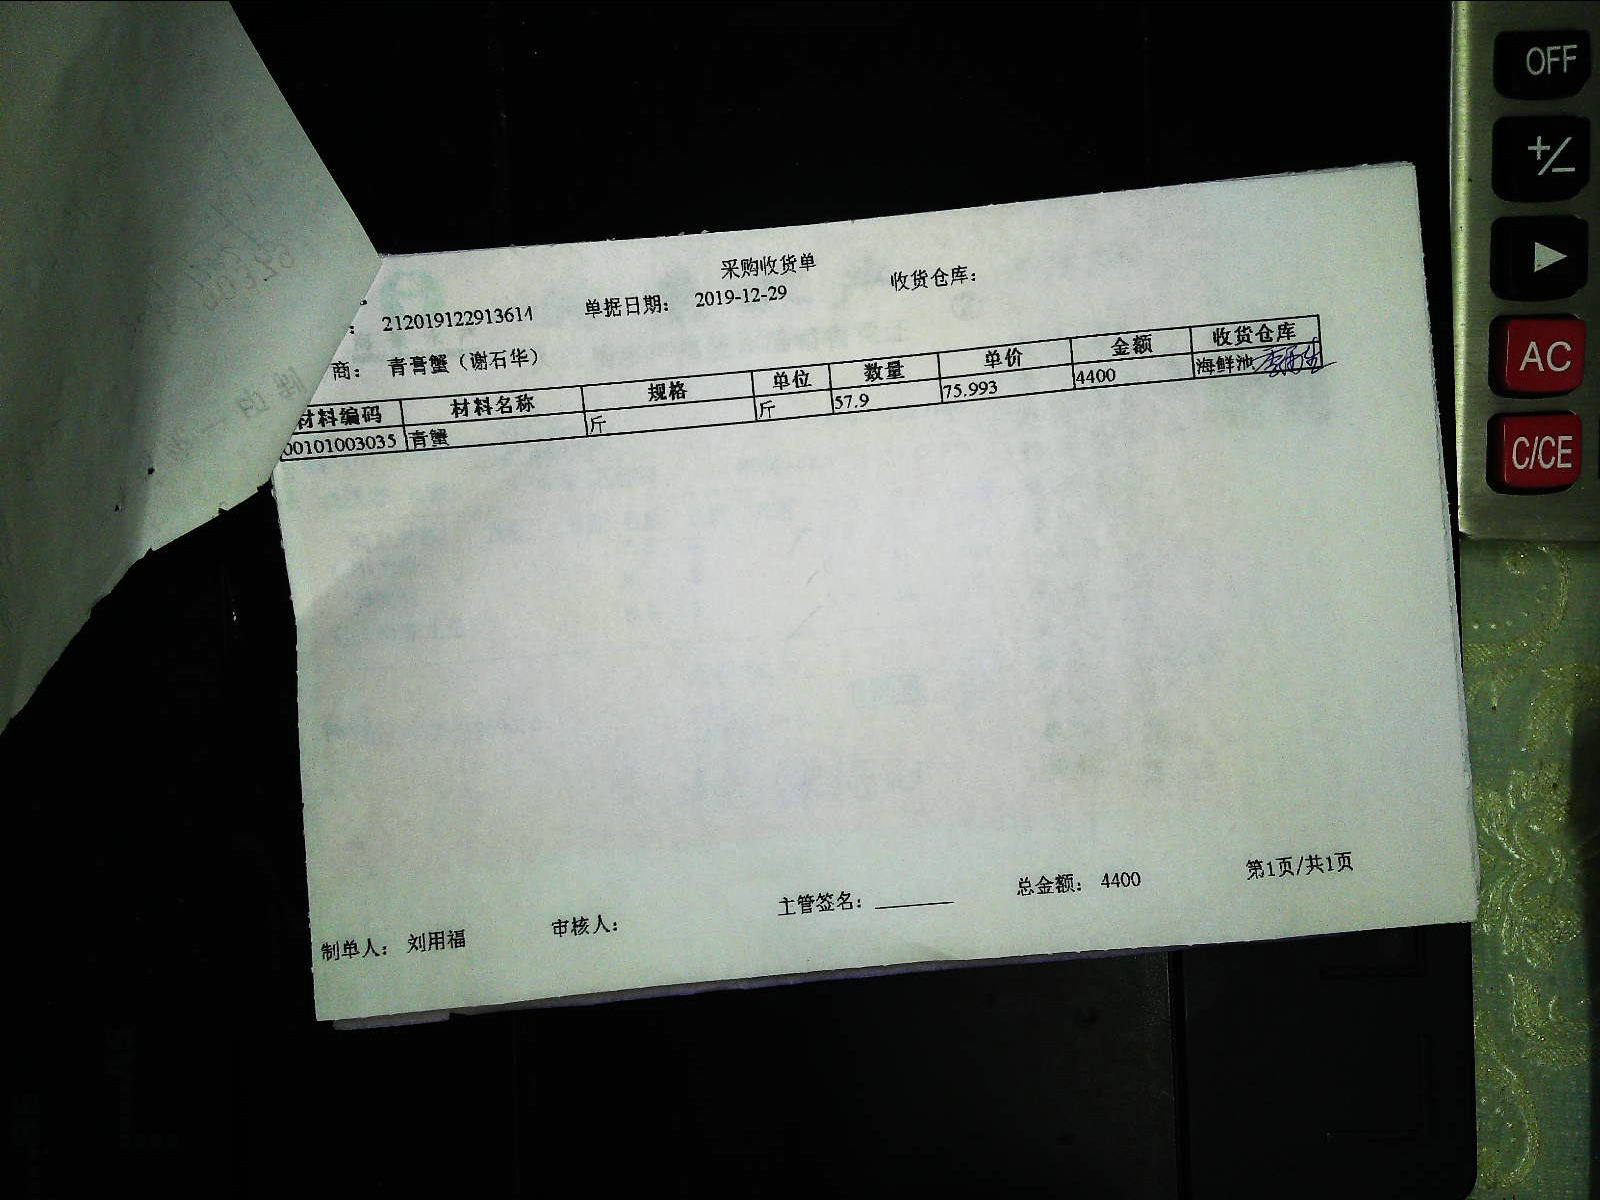 采购收货单
： 212019122913614 单据日期： 2019-12-29 收货仓库：
商： 青膏蟹（谢石华）
材料编码 材料名称 规格 单位 数量 单价 金额 收货仓库
00101003035 青蟹 斤 斤 57.9 75.993 4400 海鲜池
制单人： 刘用福 审核人： 主管签名： 总金额： 4400 第1页/共1页
OFF
+/-
AC
C/CE